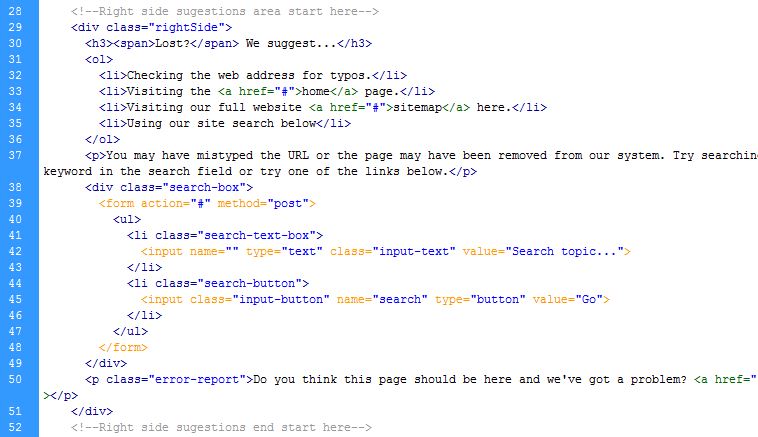 28 <!--Right side sugestions area start here-->
29 <div class="rightSide">
30 <h3><span>Lost?</span> We suggest...</h3>
31 <ol>
32 <li>Checking the web address for typos.</li>
33 <li>Visiting the <a href="#">home</a> page.</li>
34 <li>Visiting our full website <a href="#">sitemap</a> here.</li>
35 <li>Using our site search below</li>
36 </ol>
37 <p>You may have mistyped the URL or the page may have been removed from our system. Try searchin
keyword in the search field or try one of the links below.</p>
38 <div class="search-box">
39 <form action="#" method="post">
40 <ul>
41 <li class="search-text-box">
42 <input name="" type="text" class="input-text" value="Search topic...">
43 </li>
44 <li class="search-button">
45 <input class="input-button" name="search" type="button" value="Go">
46 </li>
47 </ul>
48 </form>
49 </div>
50 <p class="error-report">Do you think this page should be here and we've got a problem? <a href="
></p>
51 </div>
52 <!--Right side sugestions end start here-->